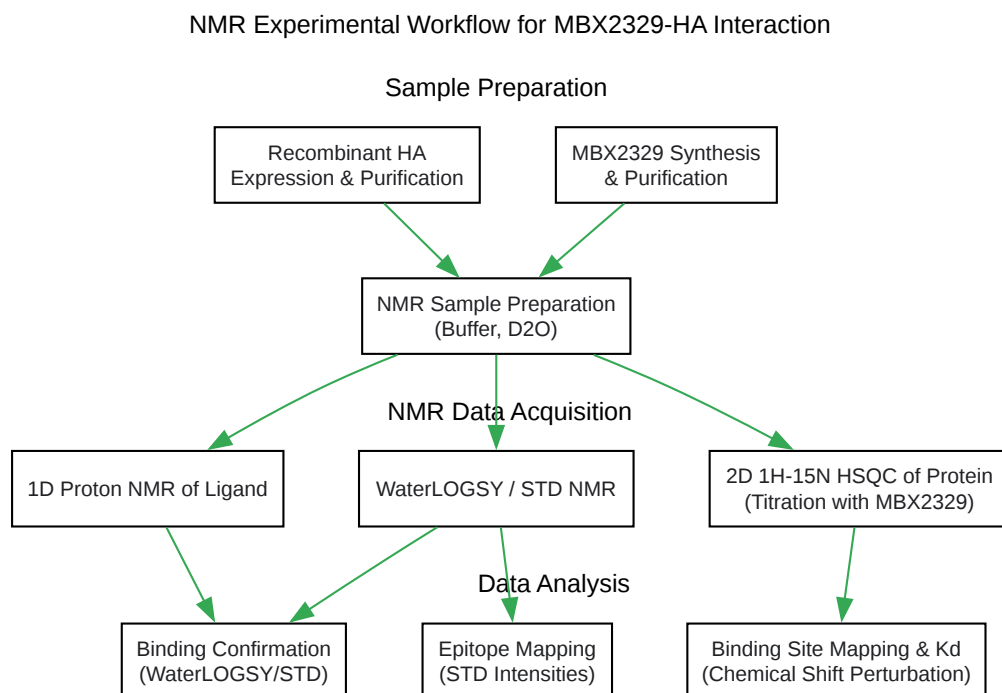 NMR Experimental Workflow for MBX2329-HA Interaction
Sample Preparation
Recombinant HA
Expression & Purification
MBX2329 Synthesis
& Purification
NMR Sample Preparation
(Buffer, D2O)
NMR Data Acquisition
1D Proton NMR of Ligand
WaterLOGSY / STD NMR
2D 1H-15N HSQC of Protein
(Titration with MBX2329)
Data Analysis
Binding Confirmation
(WaterLOGSY/STD)
Epitope Mapping
(STD Intensities)
Binding Site Mapping & Kd
(Chemical Shift Perturbation)